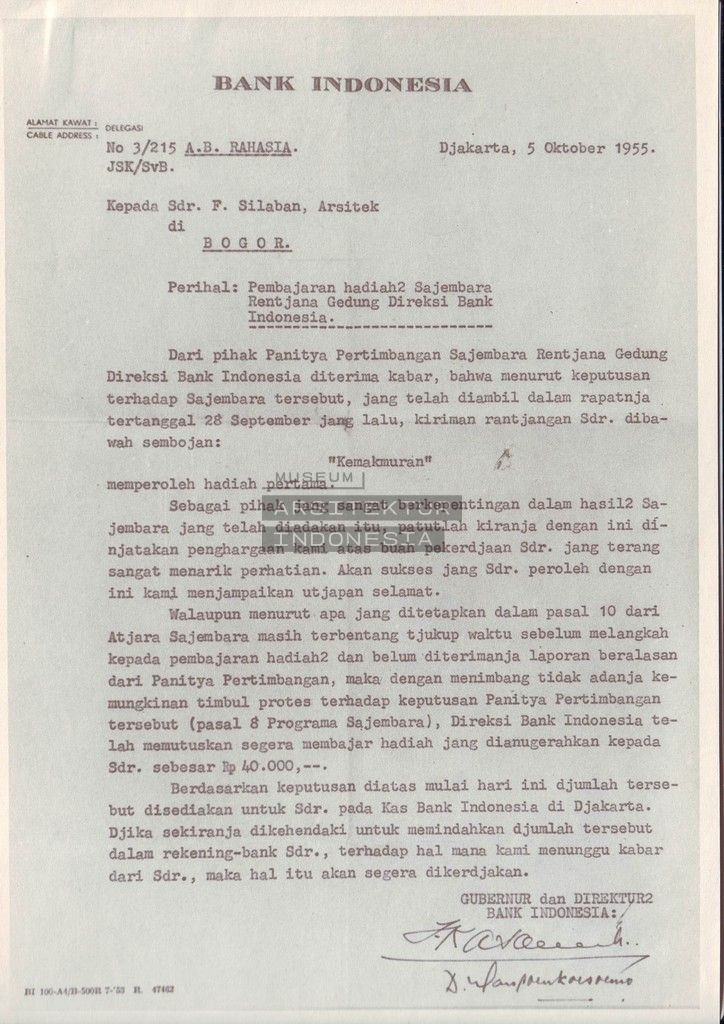 BANK INDONESIA
ALAMAT KAWAT :
CABLE ADDRESS :
DELEGASI
No 3/215 A.B. RAHASIA.
Djakarta, 5 Oktober 1955.
JSK/SvB.
Kepada Sdr. F. Silaban, Arsitek
di
BOGOR.
Perihal: Pembajaran hadiah2 Sajembara
Rentjana Gedung Direksi Bank
Indonesia.
Dari pihak Panitya Pertimbangan Sajembara Rentjana Gedung
Direksi Bank Indonesia diterima kabar, bahwa menurut keputusan
terhadap Sajembara tersebut, jang telah diambil dalam rapatnja
tertanggal 28 September jang lalu, kiriman rantjangan Sdr. diba-
wah sembojan:
"Kemakmuran"
memperoleh hadiah pertama.
MUSEUM
ARSITEKTUR
INDONESIA
Sebagai pihak jang sangat berkepentingan dalam hasil2 Sa-
jembara jang telah diadakan itu, patutlah kiranja dengan ini di-
njatakan penghargaan kami atas buah pekerdjaan Sdr. jang terang
sangat menarik perhatian. Akan sukses jang Sdr. peroleh dengan
ini kami menjampaikan utjapan selamat.
Walaupun menurut apa jang ditetapkan dalam pasal 10 dari
Atjara Sajembara masih terbentang tjukup waktu sebelum melangkah
kepada pembajaran hadiah2 dan belum diterimanja laporan beralasan
dari Panitya Pertimbangan, maka dengan menimbang tidak adanja ke-
mungkinan timbul protes terhadap keputusan Panitya Pertimbangan
tersebut (pasal 8 Programa Sajembara), Direksi Bank Indonesia te-
lah memutuskan segera membajar hadiah jang dianugerahkan kepada
Sdr. sebesar Rp 40.000,--.
Berdasarkan keputusan diatas mulai hari ini djumlah terse-
but disediakan untuk Sdr. pada Kas Bank Indonesia di Djakarta.
Djika sekiranja dikehendaki untuk memindahkan djumlah tersebut
dalam rekening-bank Sdr., terhadap hal mana kami menunggu kabar
dari Sdr., maka hal itu akan segera dikerdjakan.
GUBERNUR dan DIREKTUR2
BANK INDONESIA:
BI 100-A4/B-500R 7-'53 R. 47462